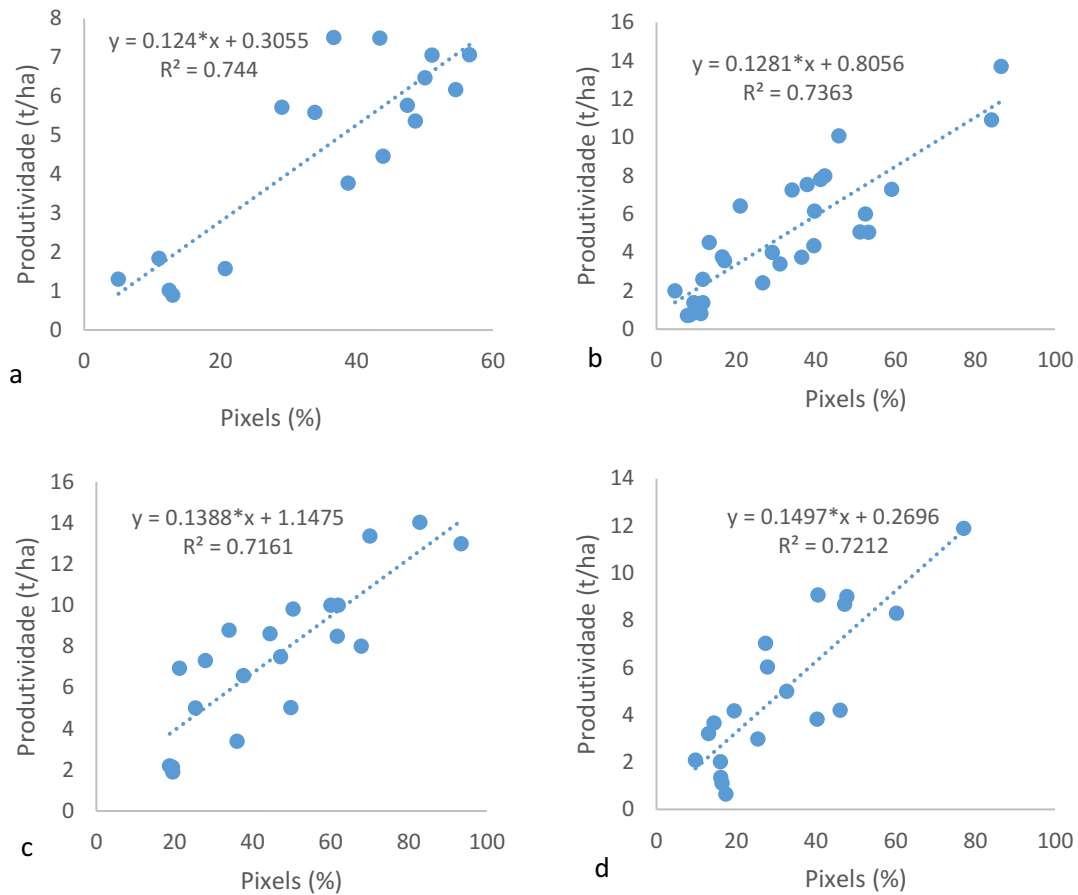 y = 0.124*x + 0.3055
R² = 0.744
Produtividade (t/ha)
8
7
6
5
4
3
2
1
0
0 20 40 60
Pixels (%)
a
y = 0.1281*x + 0.8056
R² = 0.7363
Produtividade (t/ha)
16
14
12
10
8
6
4
2
0
0 20 40 60 80 100
Pixels (%)
b
y = 0.1388*x + 1.1475
R² = 0.7161
Produtividade (t/ha)
16
14
12
10
8
6
4
2
0
0 20 40 60 80 100
Pixels (%)
c
y = 0.1497*x + 0.2696
R² = 0.7212
Produtividade (t/ha)
14
12
10
8
6
4
2
0
0 20 40 60 80 100
Pixels (%)
d